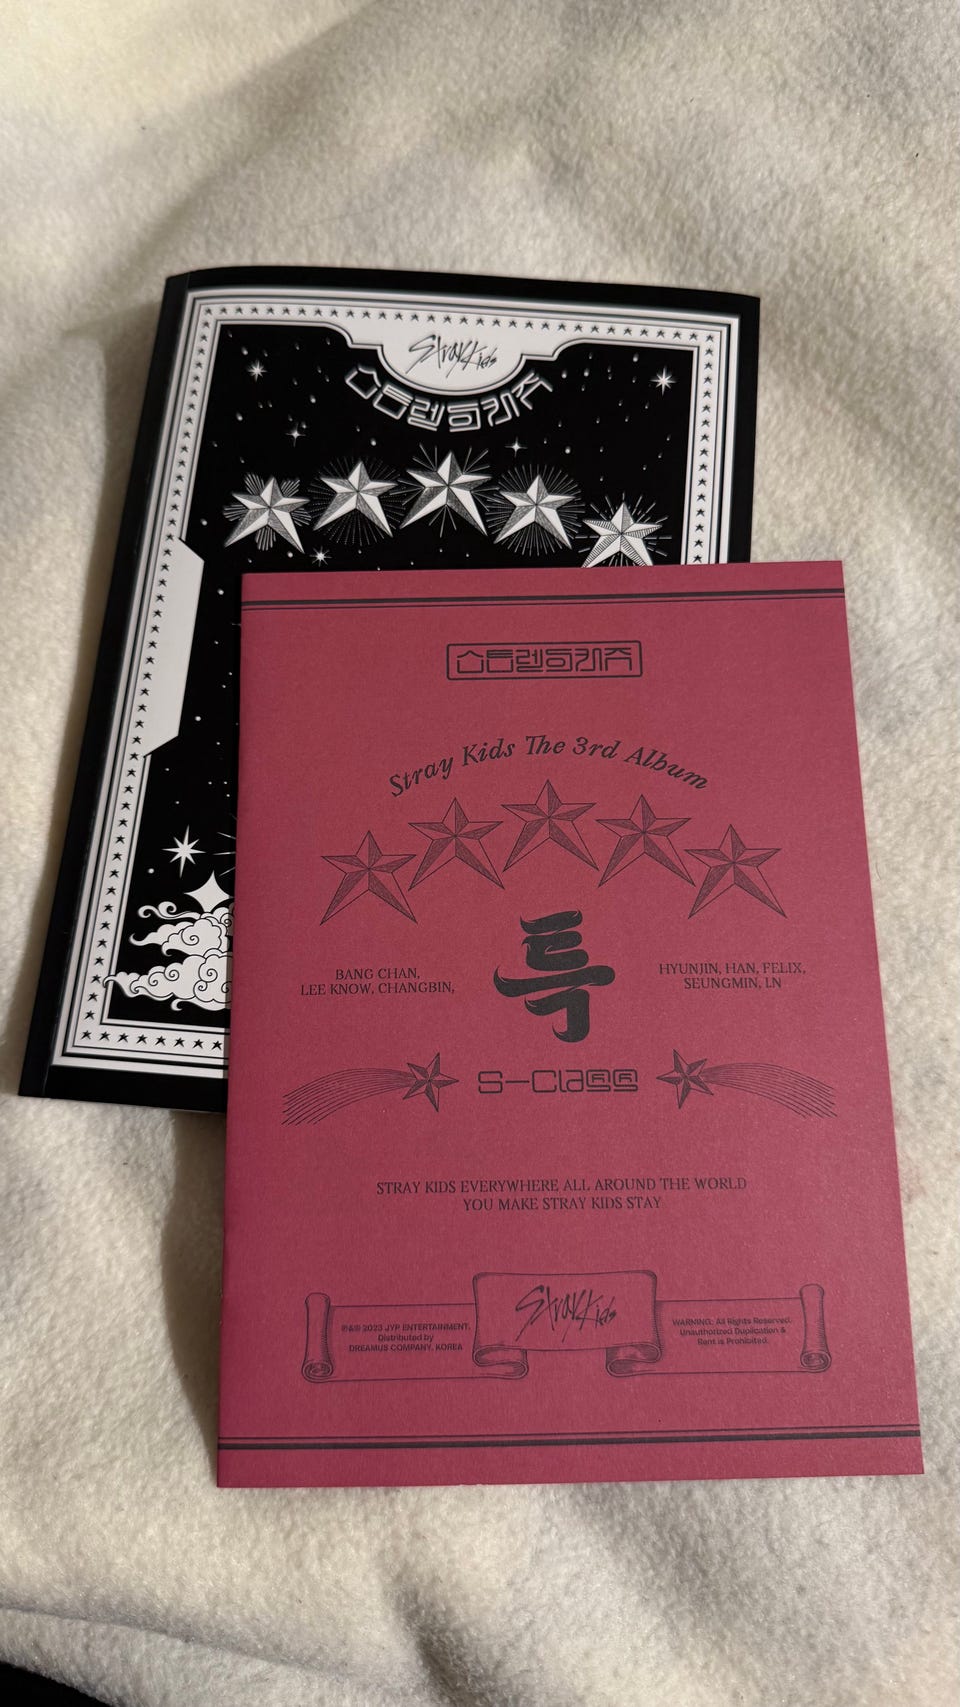 Stray Kids
스트레이키즈
스트레이키즈
Stray Kids The 3rd Album
특
BANG CHAN,
LEE KNOW, CHANGBIN,
HYUNJIN, HAN, FELIX,
SEUNGMIN, I.N
S-Class
STRAY KIDS EVERYWHERE ALL AROUND THE WORLD
YOU MAKE STRAY KIDS STAY
℗&© 2023 JYP ENTERTAINMENT.
Distributed by
DREAMUS COMPANY. KOREA
Stray Kids
WARNING: All Rights Reserved.
Unauthorized Duplication &
Rent is Prohibited.